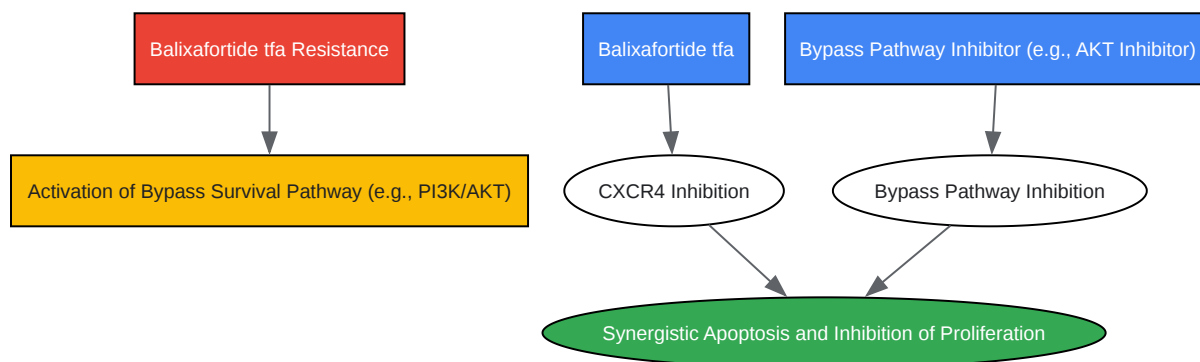 Balixafortide tfa Resistance
Balixafortide tfa
Bypass Pathway Inhibitor (e.g., AKT Inhibitor)
Activation of Bypass Survival Pathway (e.g., PI3K/AKT)
CXCR4 Inhibition
Bypass Pathway Inhibition
Synergistic Apoptosis and Inhibition of Proliferation